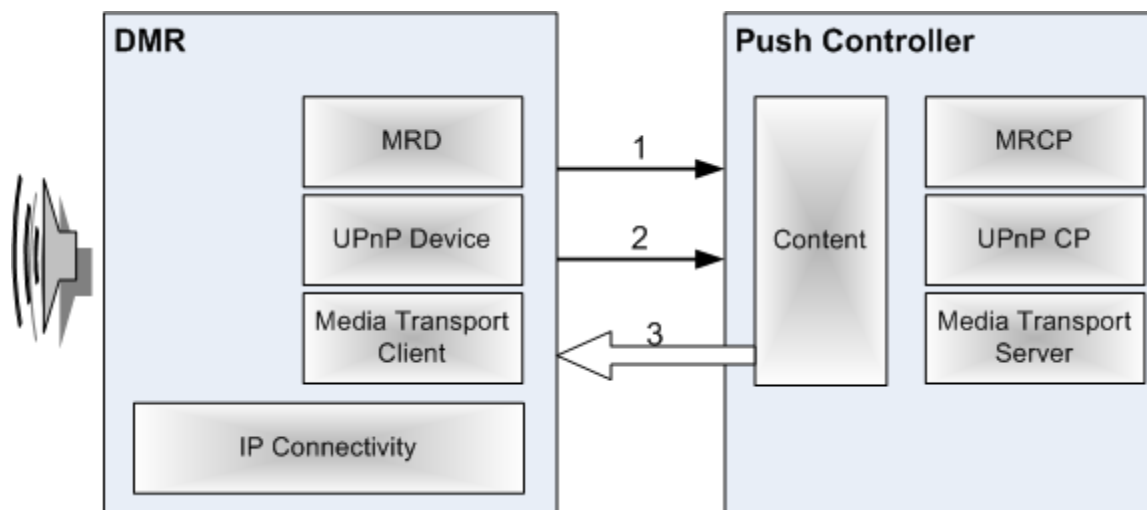 DMR
MRD
UPnP Device
Media Transport
Client
IP Connectivity
1
2
3
Push Controller
Content
MRCP
UPnP CP
Media Transport
Server